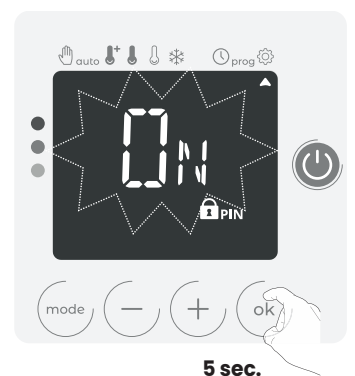 auto prog
ON
PIN
mode − + ok
5 sec.